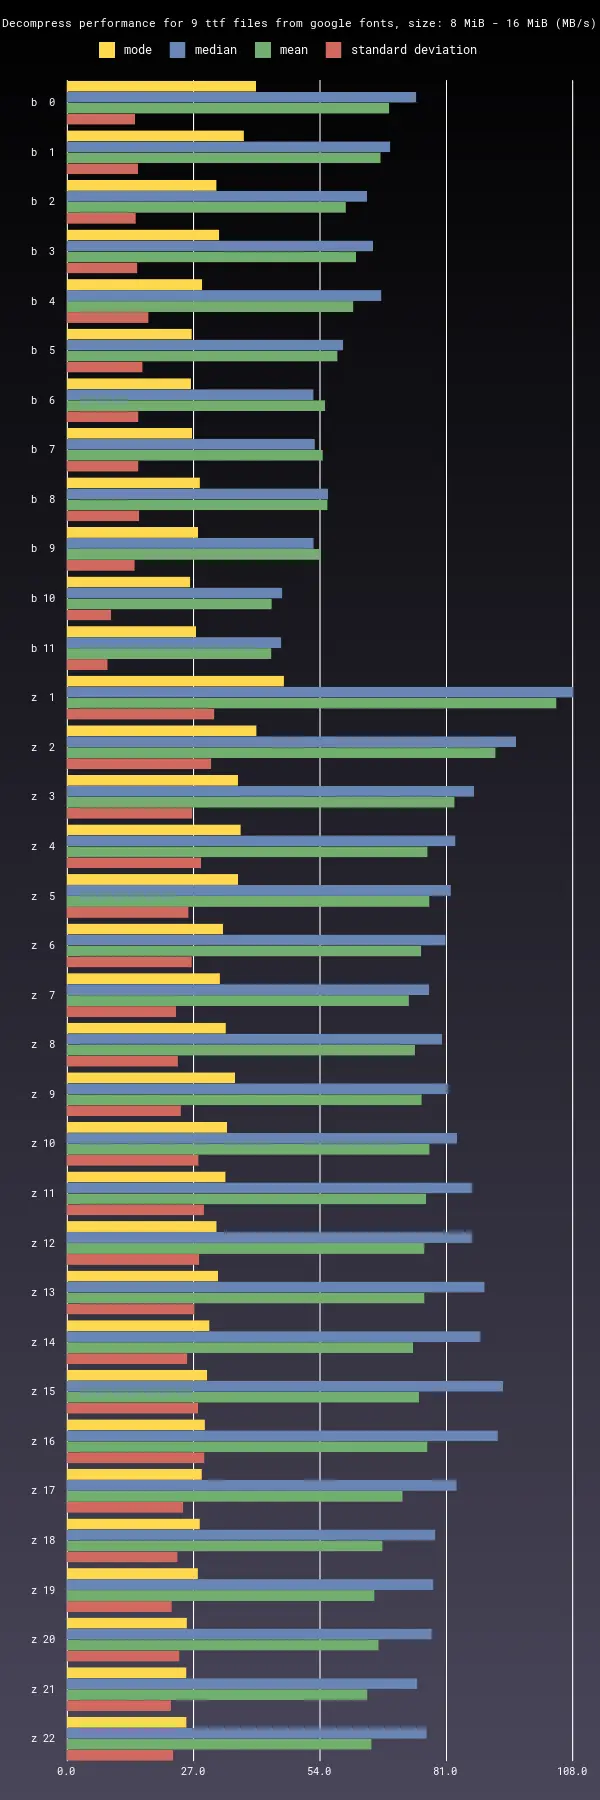 Decompress performance for 9 ttf files from google fonts, size: 8 MiB - 16 MiB (MB/s)
mode median mean standard deviation
b 0
b 1
b 2
b 3
b 4
b 5
b 6
b 7
b 8
b 9
b 10
b 11
z 1
z 2
z 3
z 4
z 5
z 6
z 7
z 8
z 9
z 10
z 11
z 12
z 13
z 14
z 15
z 16
z 17
z 18
z 19
z 20
z 21
z 22
0.0 27.0 54.0 81.0 108.0